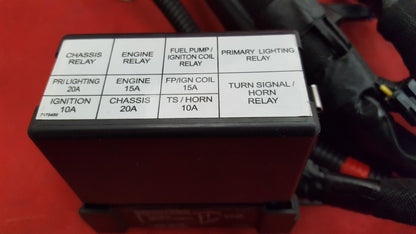 CHASSIS
RELAY
ENGINE
RELAY
FUEL PUMP /
IGNITON COIL
RELAY
PRIMARY LIGHTING
RELAY
PRI LIGHTING
20A
ENGINE
15A
FP/IGN COIL
15A
TURN SIGNAL /
HORN
RELAY
IGNITION
10A
CHASSIS
20A
TS / HORN
10A